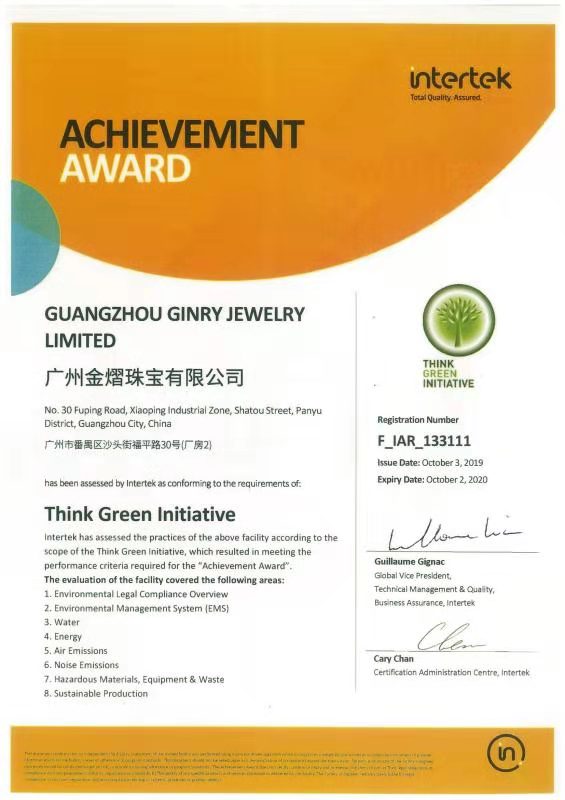 intertek
Total Quality. Assured.
ACHIEVEMENT
AWARD
GUANGZHOU GINRY JEWELRY
LIMITED
广州金熠珠宝有限公司
No. 30 Fuping Road, Xiaoping Industrial Zone, Shatou Street, Panyu
District, Guangzhou City, China
广州市番禺区沙头街福平路30号(厂房2)
has been assessed by Intertek as conforming to the requirements of:
Think Green Initiative
Intertek has assessed the practices of the above facility according to the
scope of the Think Green Initiative, which resulted in meeting the
performance criteria required for the “Achievement Award”.
The evaluation of the facility covered the following areas:
1. Environmental Legal Compliance Overview
2. Environmental Management System (EMS)
3. Water
4. Energy
5. Air Emissions
6. Noise Emissions
7. Hazardous Materials, Equipment & Waste
8. Sustainable Production
THINK
GREEN
INITIATIVE
Registration Number
F_IAR_133111
Issue Date: October 3, 2019
Expiry Date: October 2, 2020
Guillaume Gignac
Global Vice President,
Technical Management & Quality,
Business Assurance, Intertek
Cary Chan
Certification Administration Centre, Intertek
in